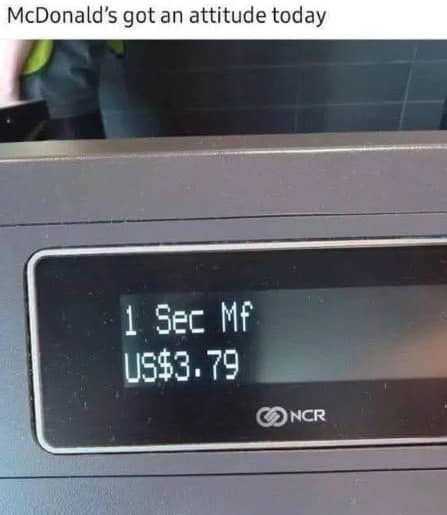 McDonald's got an attitude today
1 Sec Mf
US$3.79
NCR